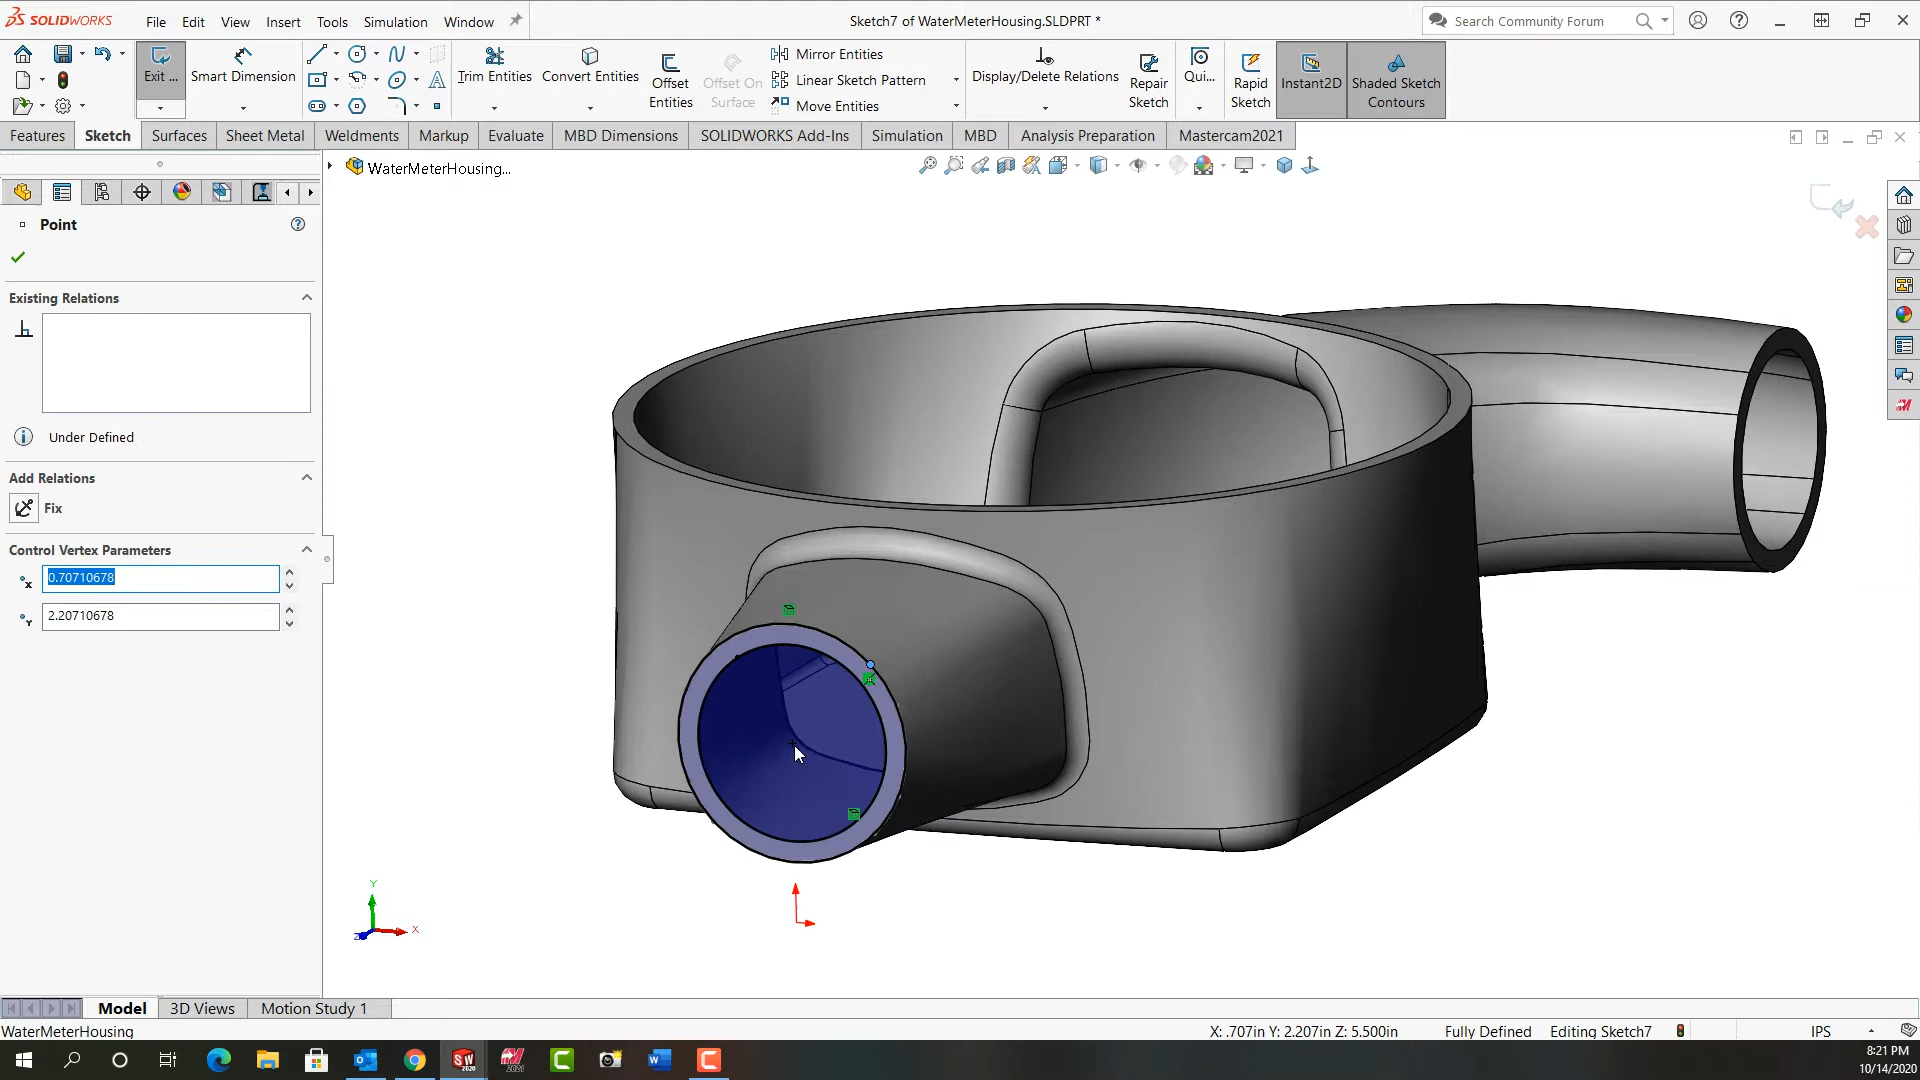 SOLIDWORKS
File Edit View Insert Tools Simulation Window
Sketch7 of WaterMeterHousing.SLDPRT *
Search Community Forum
Exit ...
Smart Dimension
Trim Entities
Convert Entities
Offset Entities
Offset On Surface
Mirror Entities
Linear Sketch Pattern
Move Entities
Display/Delete Relations
Repair Sketch
Qui...
Rapid Sketch
Instant2D
Shaded Sketch Contours
Features Sketch Surfaces Sheet Metal Weldments Markup Evaluate MBD Dimensions SOLIDWORKS Add-Ins Simulation MBD Analysis Preparation Mastercam2021
WaterMeterHousing...
Point
Existing Relations
Under Defined
Add Relations
Fix
Control Vertex Parameters
X
0.70710678
Y
2.20710678
Y
X
Z
Model 3D Views Motion Study 1
WaterMeterHousing
X: .707in Y: 2.207in Z: 5.500in Fully Defined Editing Sketch7 IPS
8:21 PM
10/14/2020